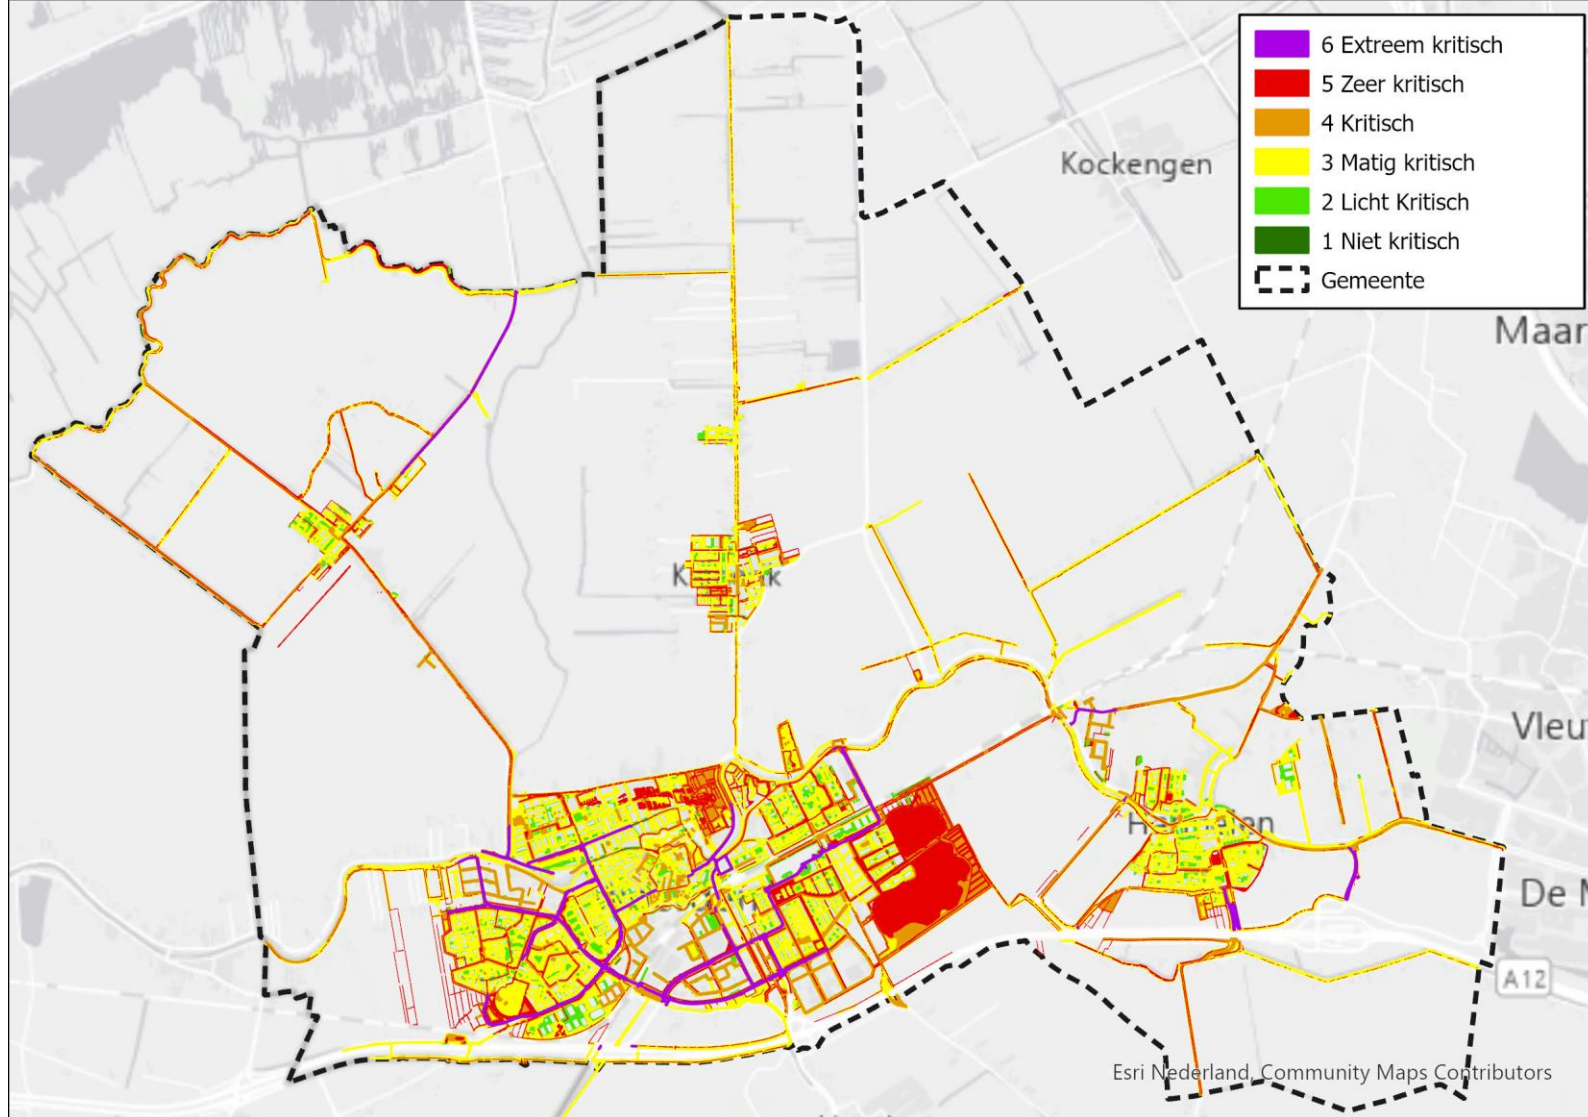 6 Extreem kritisch
5 Zeer kritisch
4 Kritisch
3 Matig kritisch
2 Licht Kritisch
1 Niet kritisch
Gemeente
Kockengen
Maar
Vleu
De M
A12
Esri Nederland, Community Maps Contributors